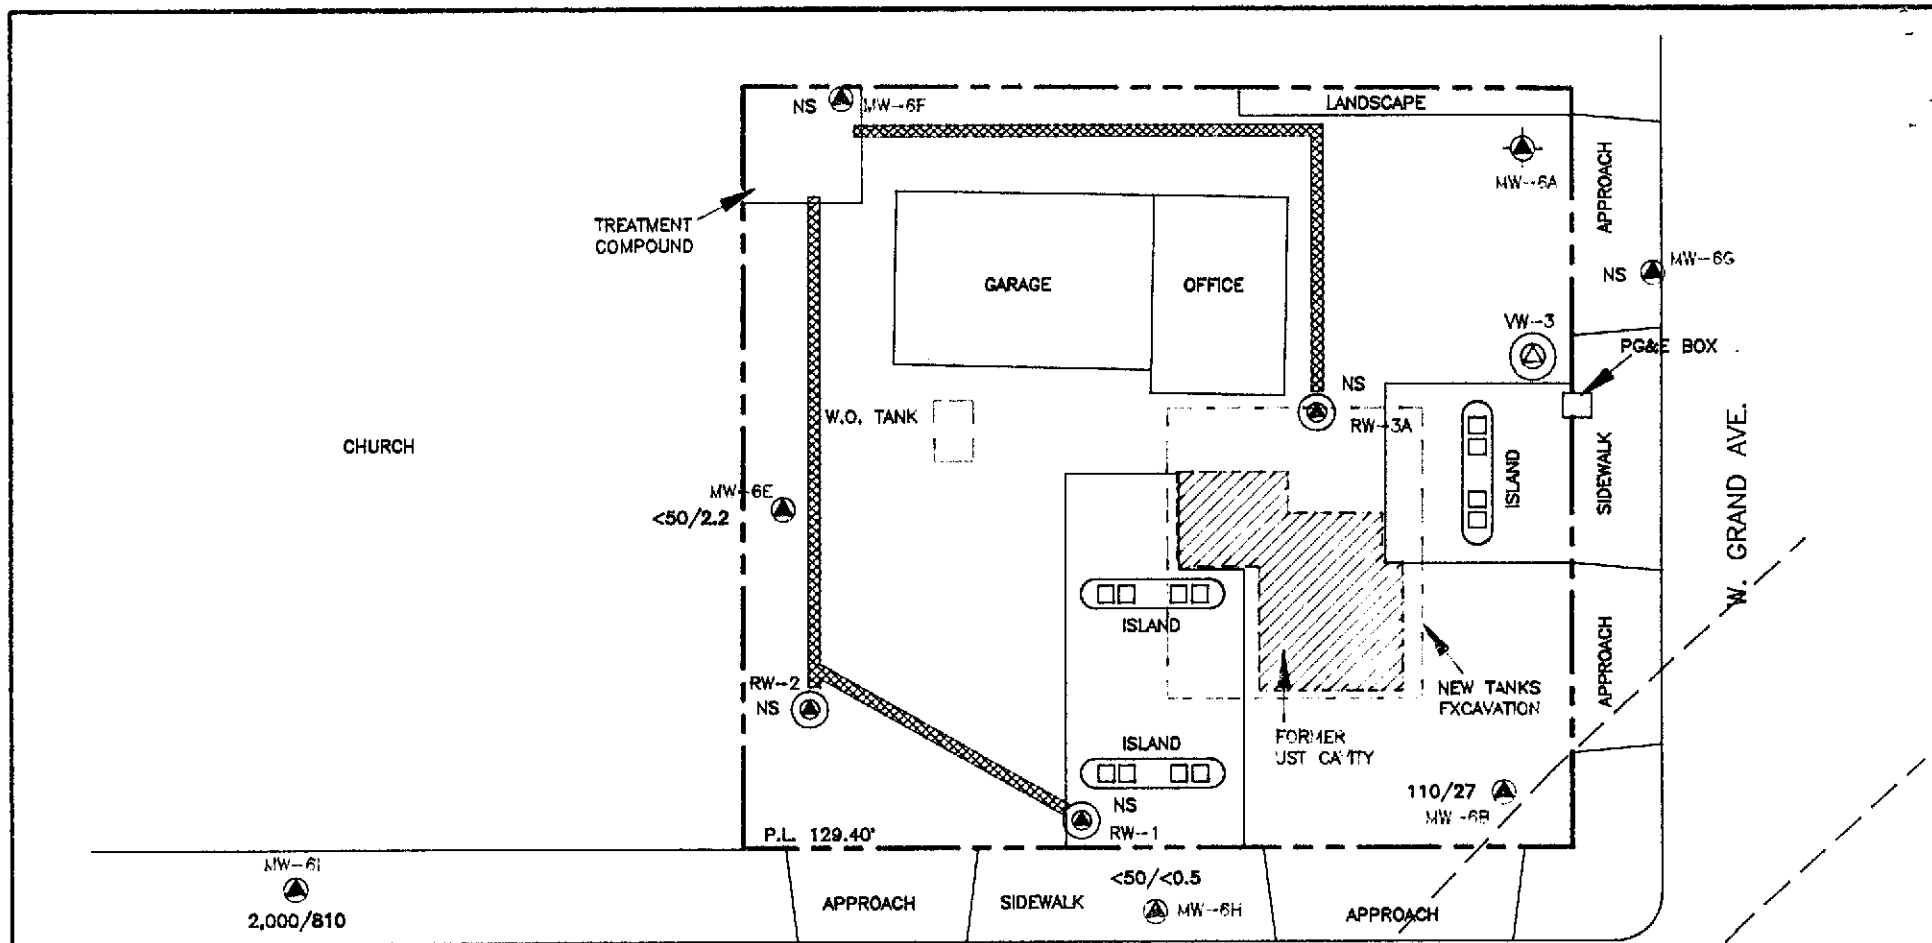 NS
MW-6F
LANDSCAPE
MW-6A
APPROACH
TREATMENT
COMPOUND
GARAGE
OFFICE
NS
MW-6G
VW-3
PG&E BOX
NS
RW-3A
W.O. TANK
CHURCH
ISLAND
SIDEWALK
W. GRAND AVE.
MW-6E
<50/2.2
ISLAND
APPROACH
RW-2
NS
NEW TANKS
EXCAVATION
FORMER
UST CAVITY
ISLAND
110/27
MW-6B
NS
RW-1
P.L. 129.40'
MW-6I
2,000/810
APPROACH
SIDEWALK
<50/<0.5
MW-6H
APPROACH